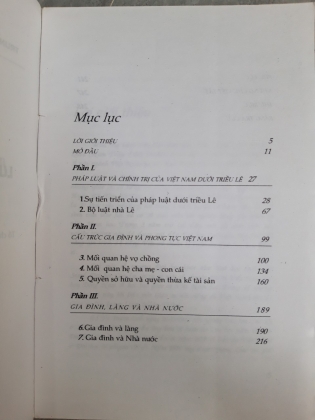 Mục lục
LỜI GIỚI THIỆU 5
MỞ ĐẦU 11
Phần I.
PHÁP LUẬT VÀ CHÍNH TRỊ CỦA VIỆT NAM DƯỚI TRIỀU LÊ 27
1.Sự tiến triển của pháp luật dưới triều Lê 28
2. Bộ luật nhà Lê 67
Phần II.
CẤU TRÚC GIA ĐÌNH VÀ PHONG TỤC VIỆT NAM 99
3. Mối quan hệ vợ chồng 100
4. Mối quan hệ cha mẹ - con cái 134
5. Quyền sở hữu và quyền thừa kế tài sản 160
Phần III.
GIA ĐÌNH, LÀNG VÀ NHÀ NƯỚC 189
6.Gia đình và làng 190
7. Gia đình và Nhà nước 216